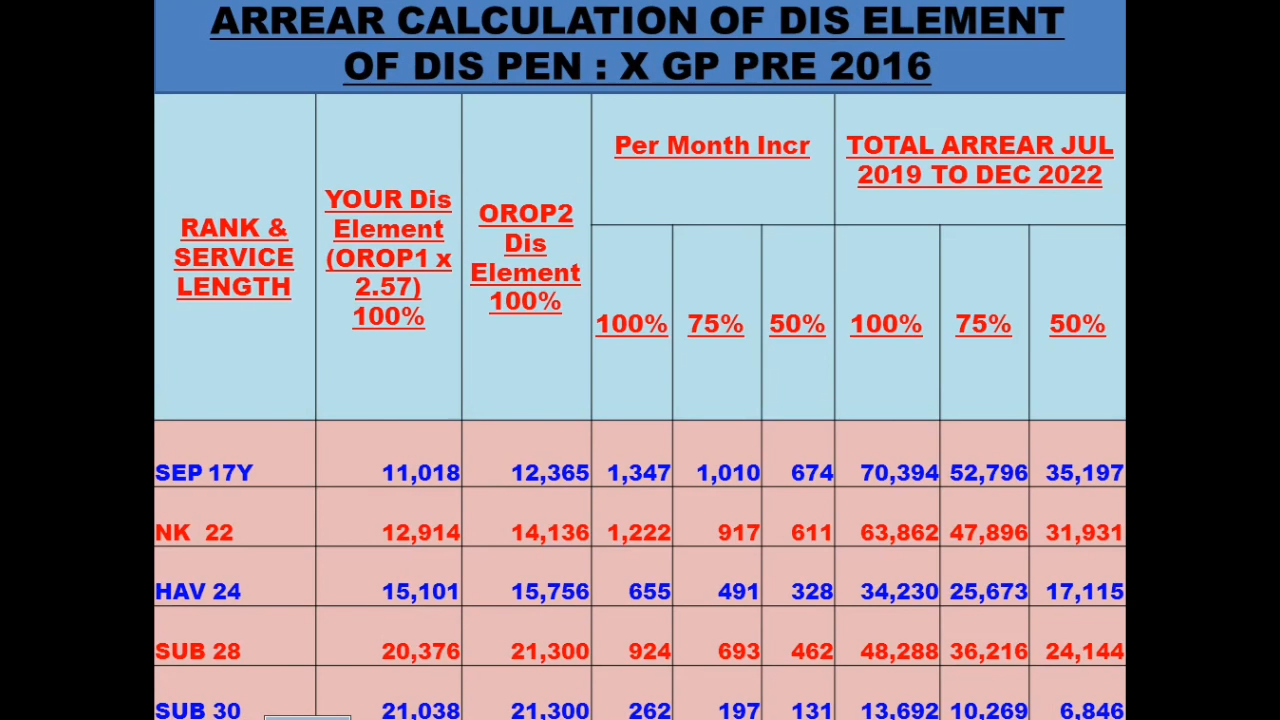 ARREAR CALCULATION OF DIS ELEMENT
OF DIS PEN : X GP PRE 2016
RANK &
SERVICE
LENGTH
YOUR Dis
Element
(OROP1 x
2.57)
100%
OROP2
Dis
Element
100%
Per Month Incr
TOTAL ARREAR JUL
2019 TO DEC 2022
100% 75% 50% 100% 75% 50%
SEP 17Y 11,018 12,365 1,347 1,010 674 70,394 52,796 35,197
NK 22 12,914 14,136 1,222 917 611 63,862 47,896 31,931
HAV 24 15,101 15,756 655 491 328 34,230 25,673 17,115
SUB 28 20,376 21,300 924 693 462 48,288 36,216 24,144
SUB 30 21,038 21,300 262 197 131 13,692 10,269 6,846